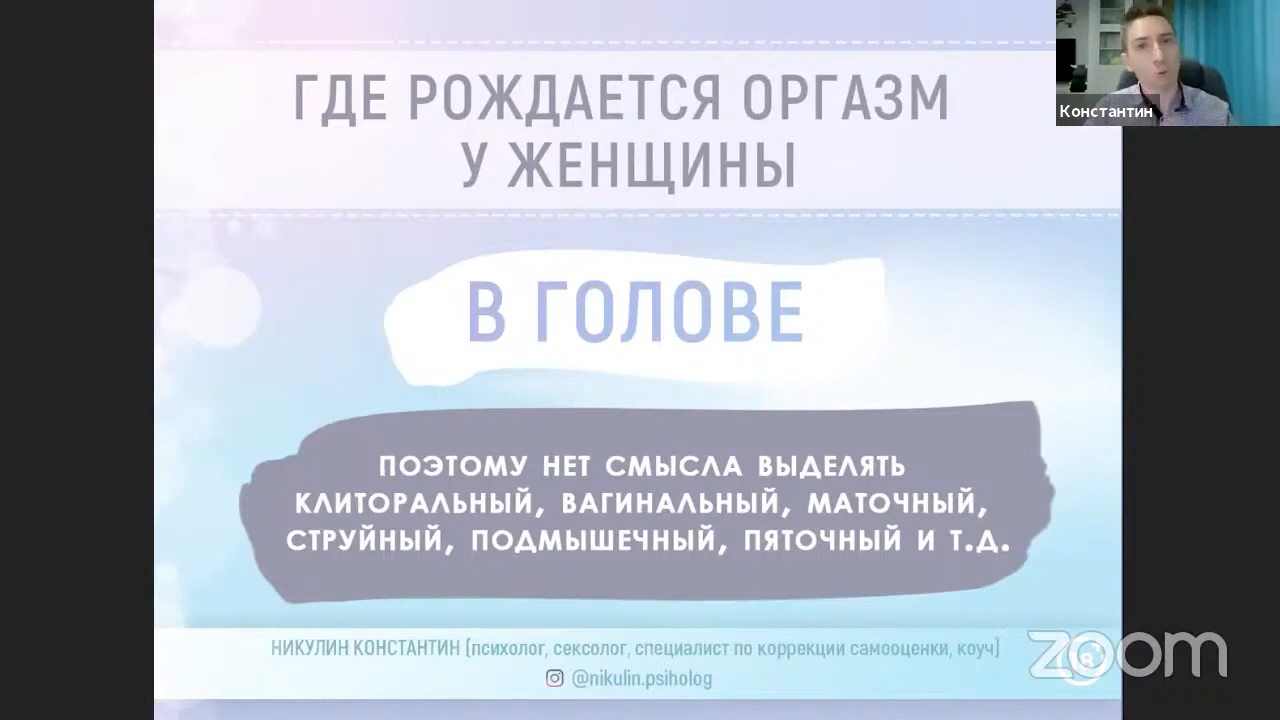 ГДЕ РОЖДАЕТСЯ ОРГАЗМ
У ЖЕНЩИНЫ
Константин
В ГОЛОВЕ
ПОЭТОМУ НЕТ СМЫСЛА ВЫДЕЛЯТЬ
КЛИТОРАЛЬНЫЙ, ВАГИНАЛЬНЫЙ, МАТОЧНЫЙ,
СТРУЙНЫЙ, ПОДМЫШЕЧНЫЙ, ПЯТОЧНЫЙ И Т.Д.
НИКУЛИН КОНСТАНТИН (психолог, сексолог, специалист по коррекции самооценки, коуч)
@nikulin.psiholog
zoom